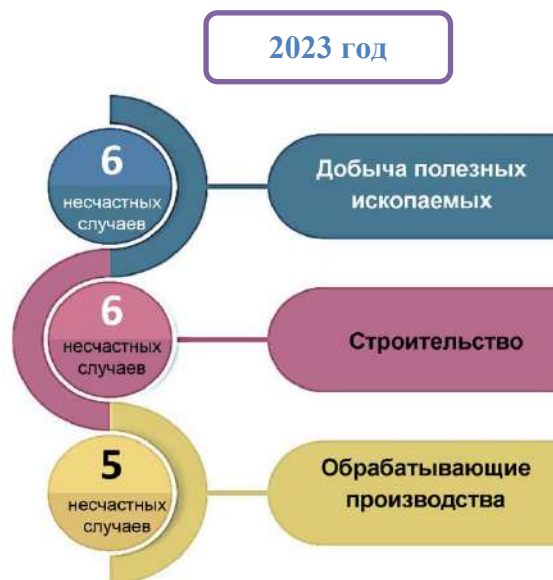 2023 год
6
несчастных
случаев
Добыча полезных
ископаемых
6
несчастных
случаев
Строительство
5
несчастных
случаев
Обрабатывающие
производства